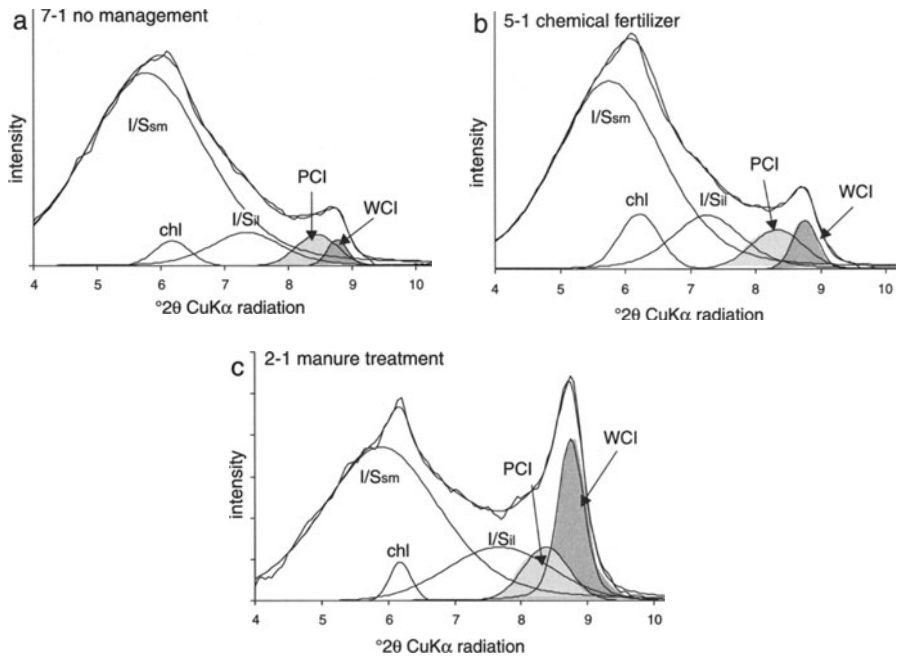 a
7-1 no management
intensity
I/Ssm
PCI
WCI
chl
I/Sil
4 5 6 7 8 9 10
°2θ CuKα radiation
b
5-1 chemical fertilizer
intensity
I/Ssm
PCI
WCI
chl
I/Sil
4 5 6 7 8 9 10
°2θ CuKα radiation
c
2-1 manure treatment
intensity
I/Ssm
PCI
WCI
chl
I/Sil
4 5 6 7 8 9 10
°2θ CuKα radiation